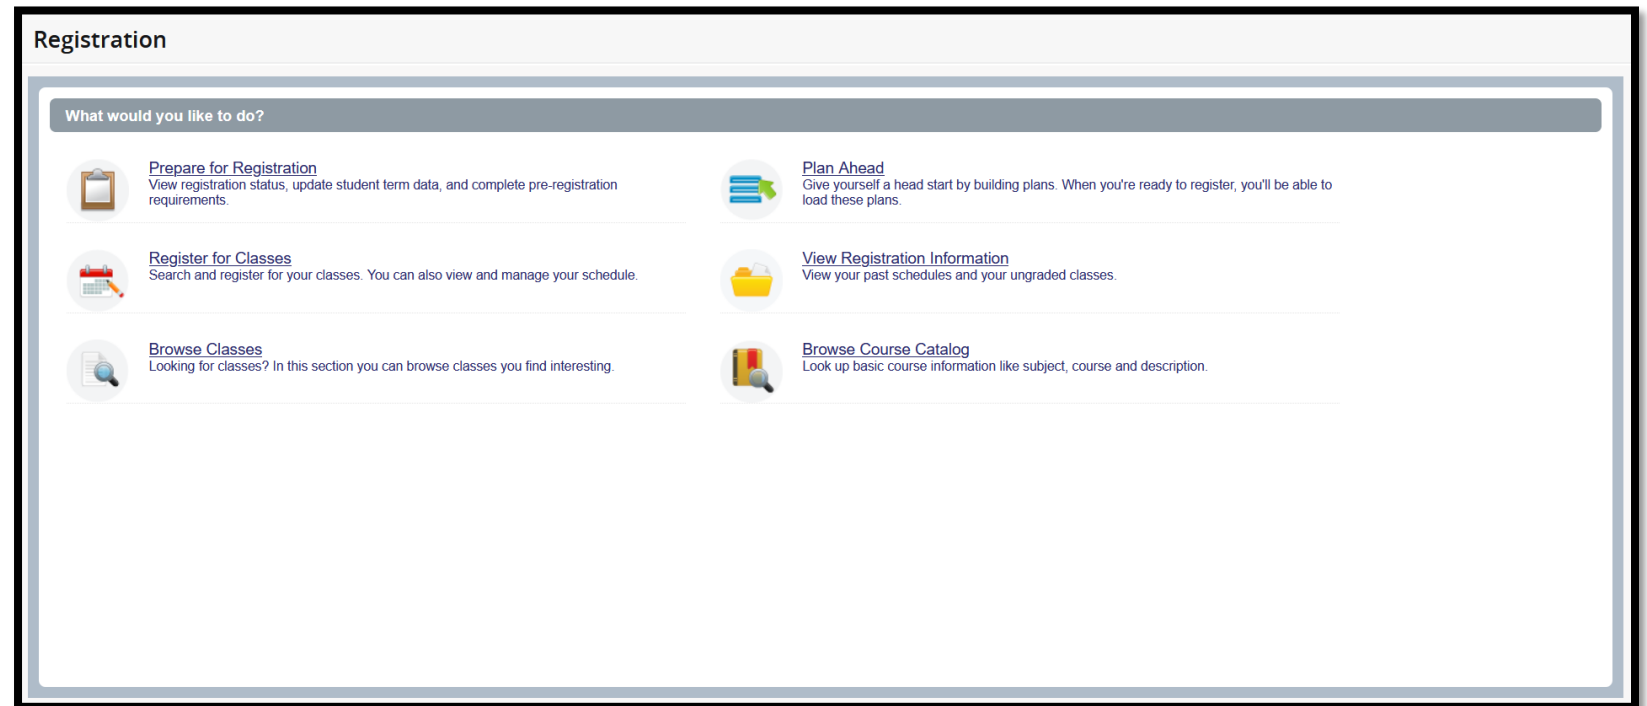 Registration
What would you like to do?
Prepare for Registration
View registration status, update student term data, and complete pre-registration
requirements.
Plan Ahead
Give yourself a head start by building plans. When you're ready to register, you'll be able to
load these plans.
Register for Classes
Search and register for your classes. You can also view and manage your schedule.
View Registration Information
View your past schedules and your ungraded classes.
Browse Classes
Looking for classes? In this section you can browse classes you find interesting.
Browse Course Catalog
Look up basic course information like subject, course and description.